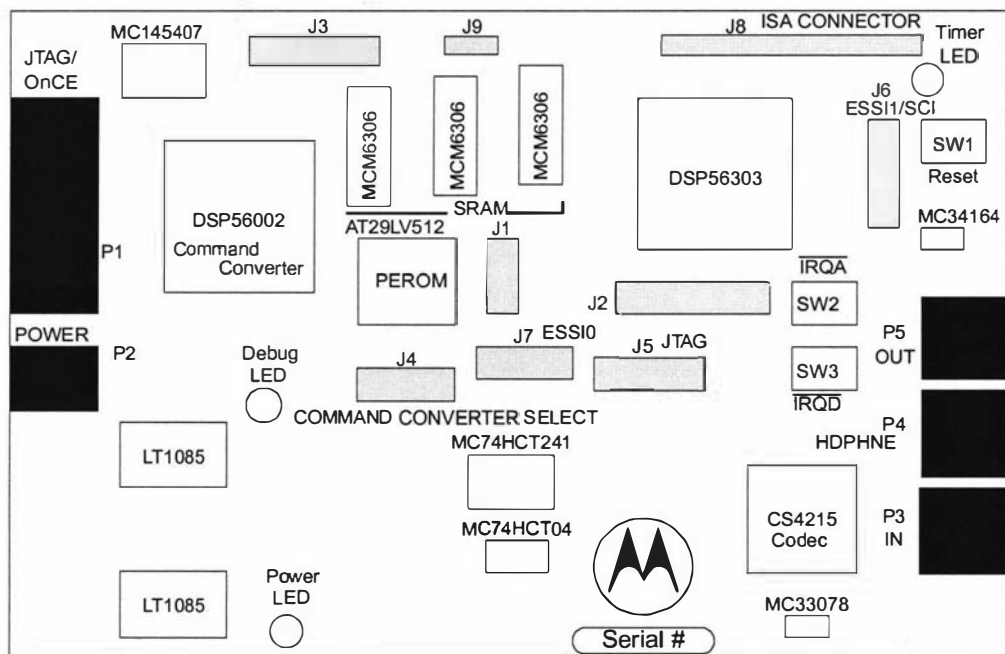 MC145407
J3
J9
J8 ISA CONNECTOR
Timer
LED
JTAG/
OnCE
J6
ESSI1/SCI
SW1
Reset
MCM6306
MCM6306
MCM6306
DSP56303
DSP56002
Command
Converter
MC34164
SRAM
AT29LV512
PEROM
J1
P1
IRQA
SW2
J2
POWER
P2
P5
OUT
J7 ESSI0
J5 JTAG
J4
Debug
LED
SW3
IRQD
COMMAND CONVERTER SELECT
P4
HDPHNE
MC74HCT241
LT1085
CS4215
Codec
P3
IN
MC74HCT04
Power
LED
LT1085
MC33078
Serial #